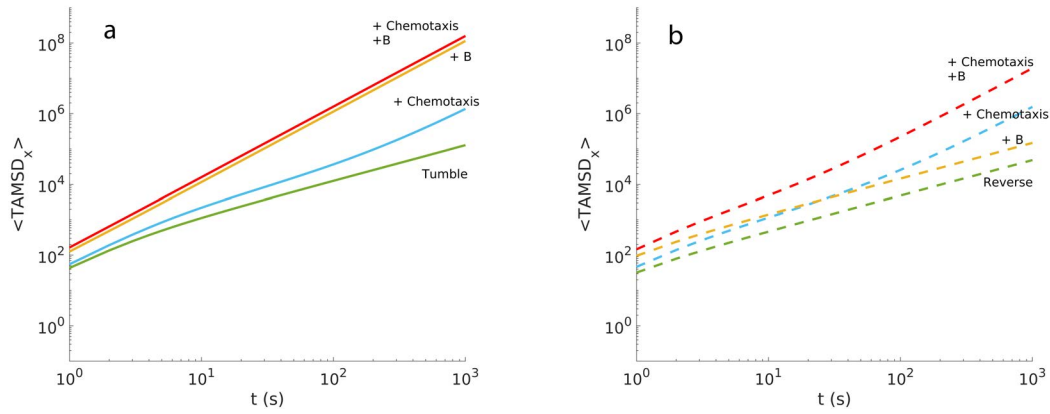 a
10^8
10^6
10^4
10^2
10^0
<TAMSD_x>
+ Chemotaxis
+B
+ B
+ Chemotaxis
Tumble
10^0
10^1
10^2
10^3
t (s)
b
10^8
10^6
10^4
10^2
10^0
<TAMSD_x>
+ Chemotaxis
+B
+ Chemotaxis
+ B
Reverse
10^0
10^1
10^2
10^3
t (s)